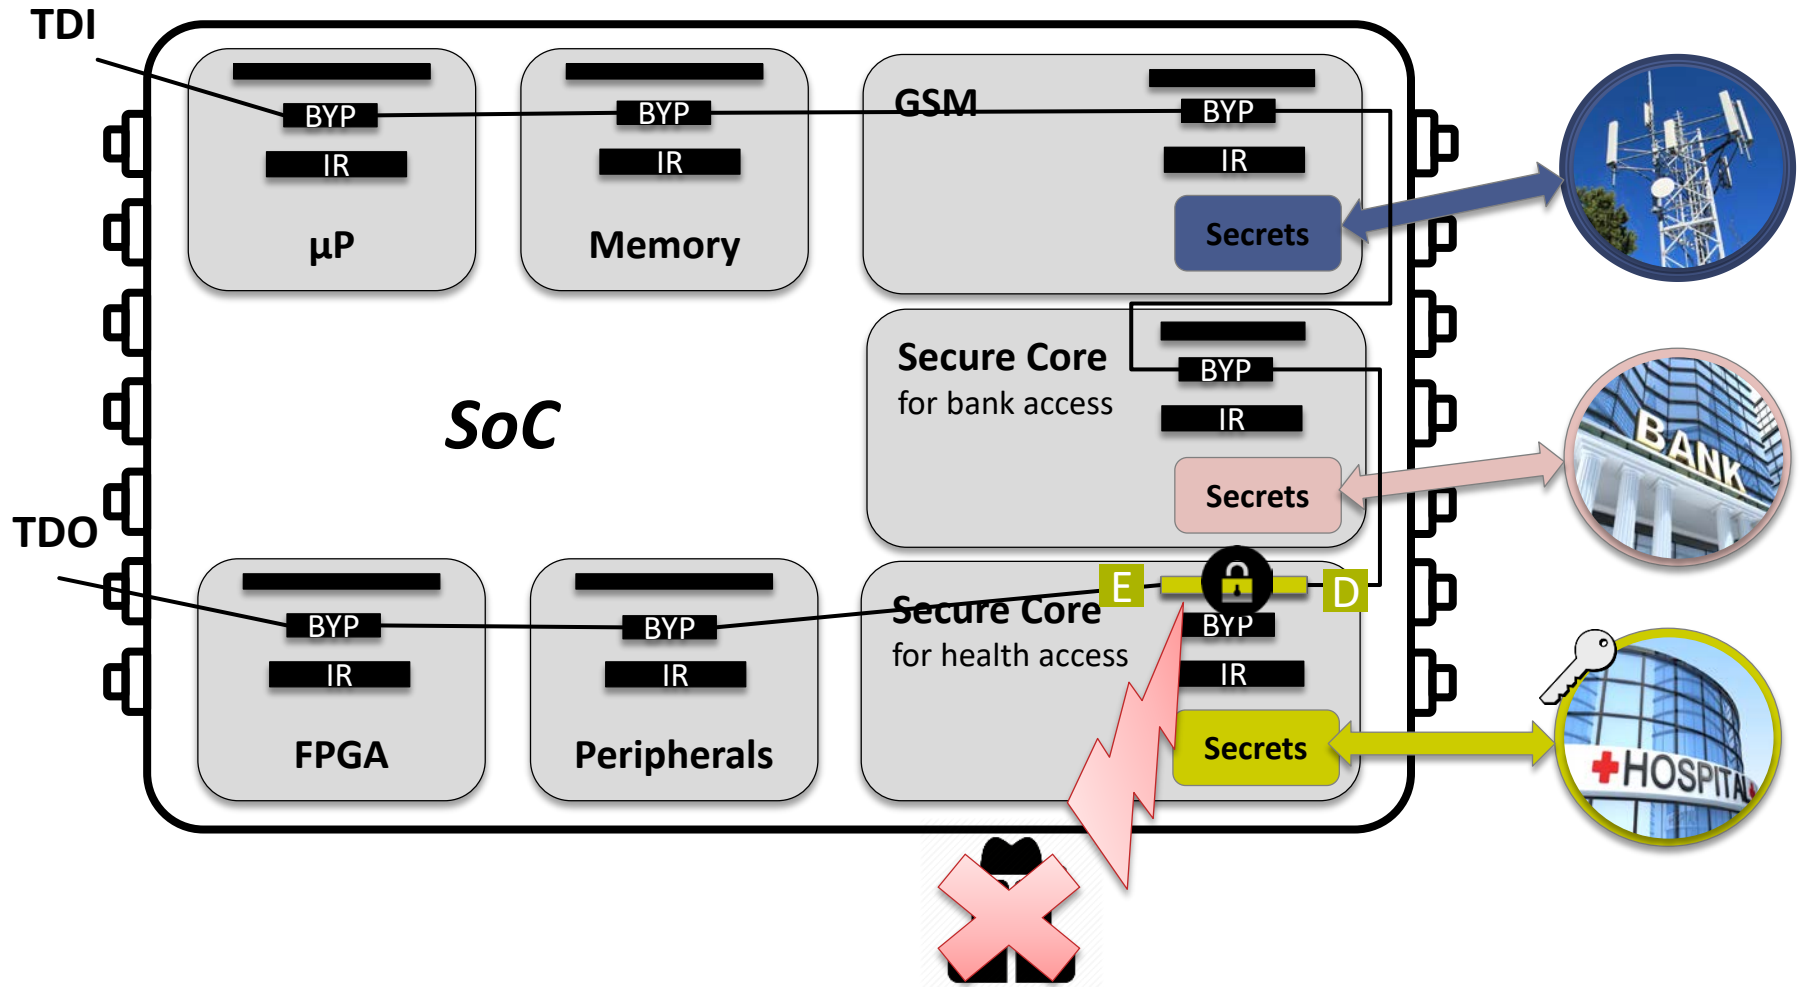 TDI
BYP
IR
µP
BYP
IR
Memory
GSM
BYP
IR
Secrets
Secure Core
for bank access
BYP
IR
Secrets
BANK
SoC
TDO
BYP
IR
FPGA
BYP
IR
Peripherals
E
D
Secure Core
for health access
BYP
IR
Secrets
HOSPITAL